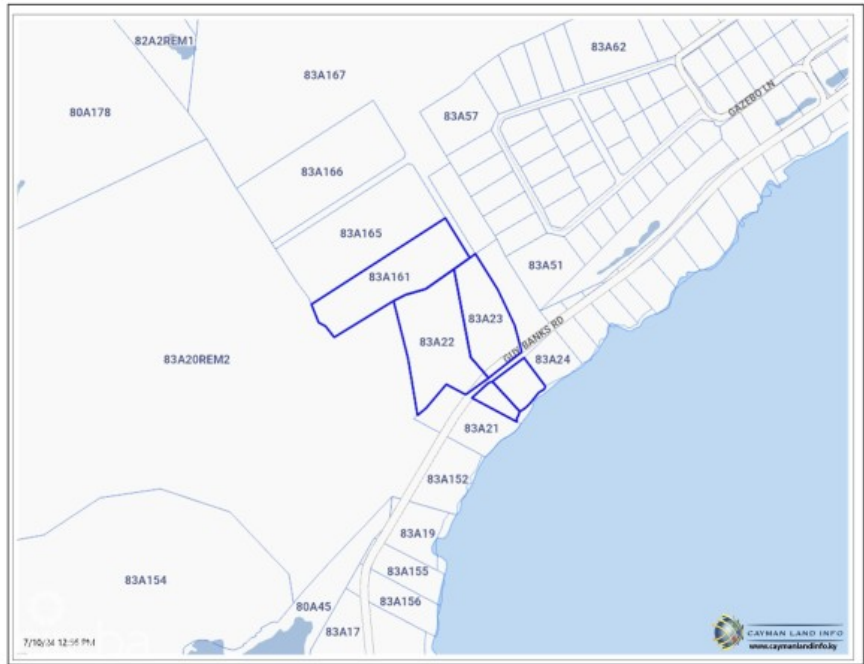 82A2REM1
83A62
83A167
80A178
83A57
GAZEBO LN
83A166
83A165
83A161
83A51
83A23
83A22
GUY BANKS RD
83A24
83A20REM2
83A21
83A152
83A19
83A154
83A155
83A156
80A45
83A17
7/10/24 12:55 PM
CAYMAN LAND INFO
www.caymanlandinfo.ky